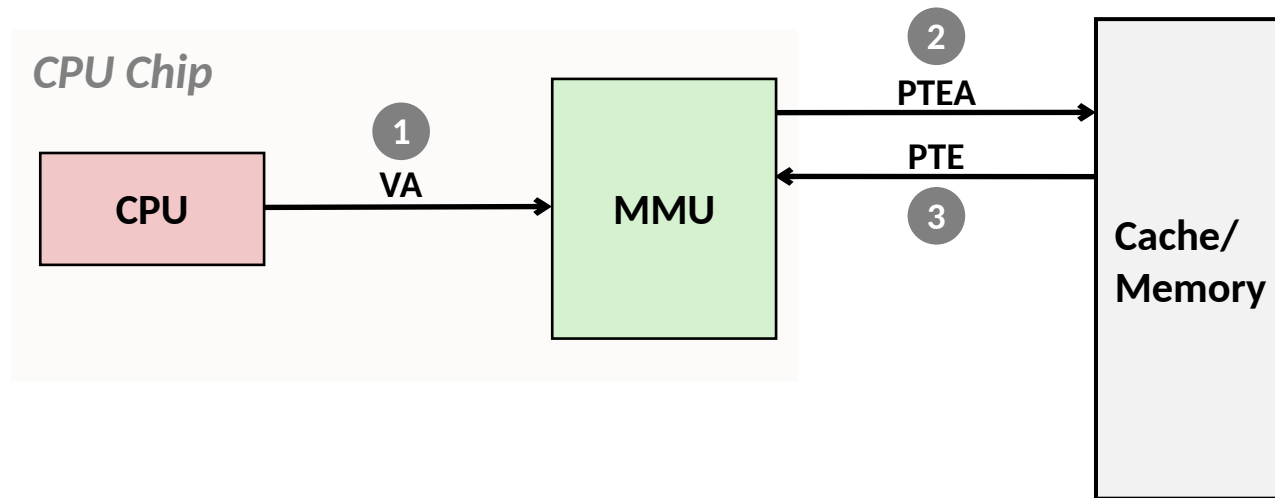 CPU Chip
1
VA
CPU
MMU
2
PTEA
PTE
3
Cache/
Memory